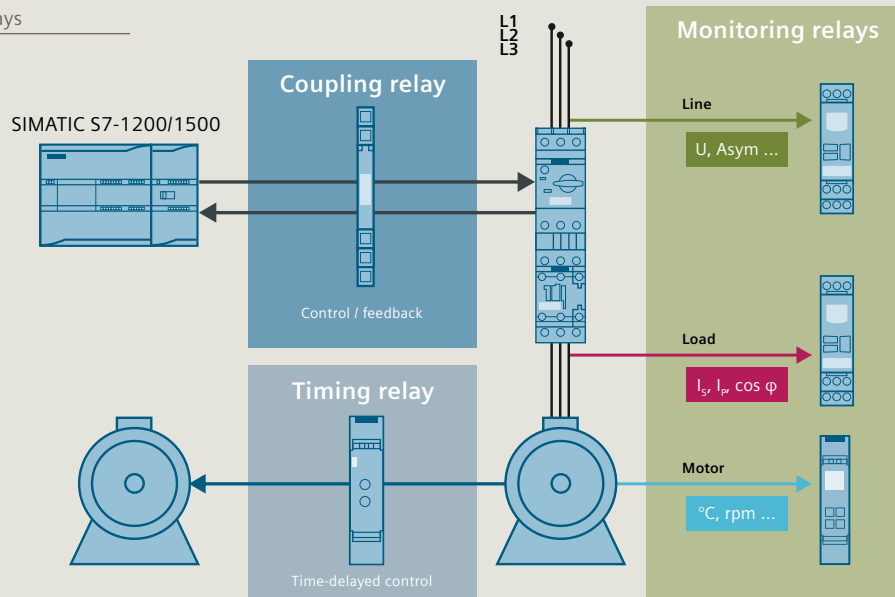 L1
L2
L3
Monitoring relays
Coupling relay
SIMATIC S7-1200/1500
Line
U, Asym ...
Control / feedback
Load
Iₛ, Iₚ, cos φ
Timing relay
Motor
°C, rpm ...
Time-delayed control